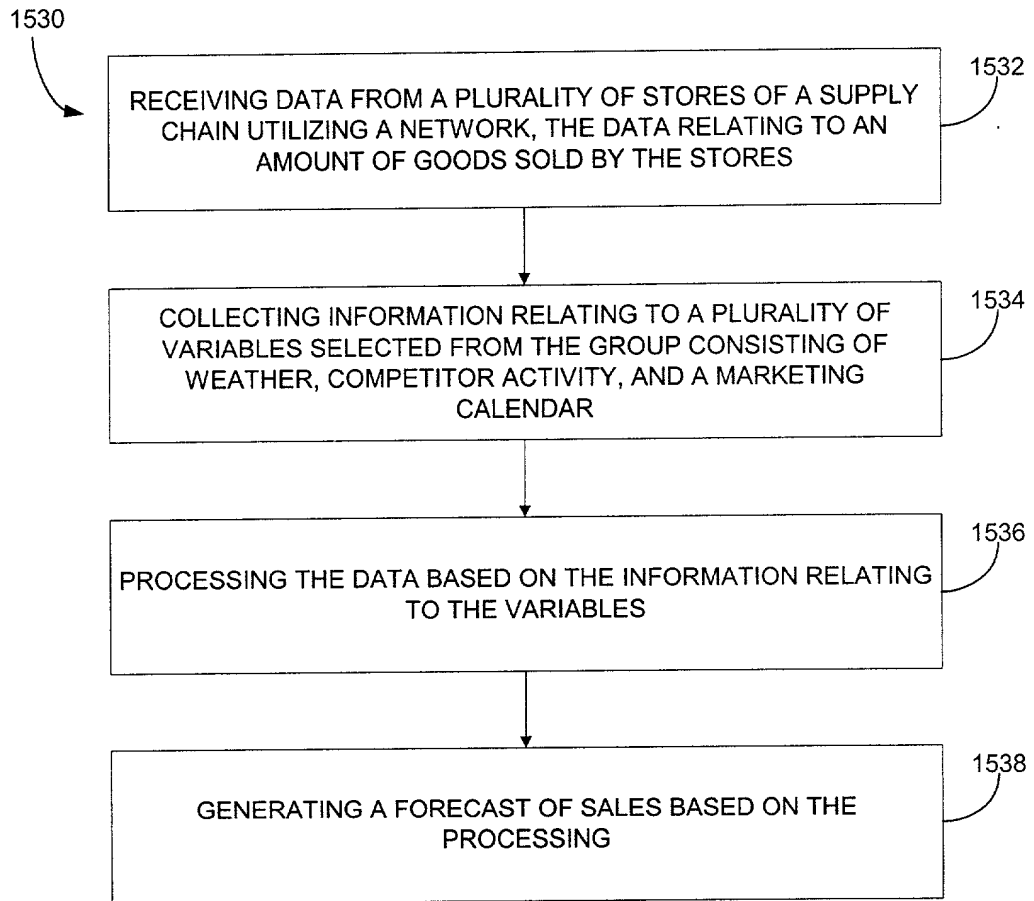 1530
1532
RECEIVING DATA FROM A PLURALITY OF STORES OF A SUPPLY
CHAIN UTILIZING A NETWORK, THE DATA RELATING TO AN
AMOUNT OF GOODS SOLD BY THE STORES
1534
COLLECTING INFORMATION RELATING TO A PLURALITY OF
VARIABLES SELECTED FROM THE GROUP CONSISTING OF
WEATHER, COMPETITOR ACTIVITY, AND A MARKETING
CALENDAR
1536
PROCESSING THE DATA BASED ON THE INFORMATION RELATING
TO THE VARIABLES
1538
GENERATING A FORECAST OF SALES BASED ON THE
PROCESSING